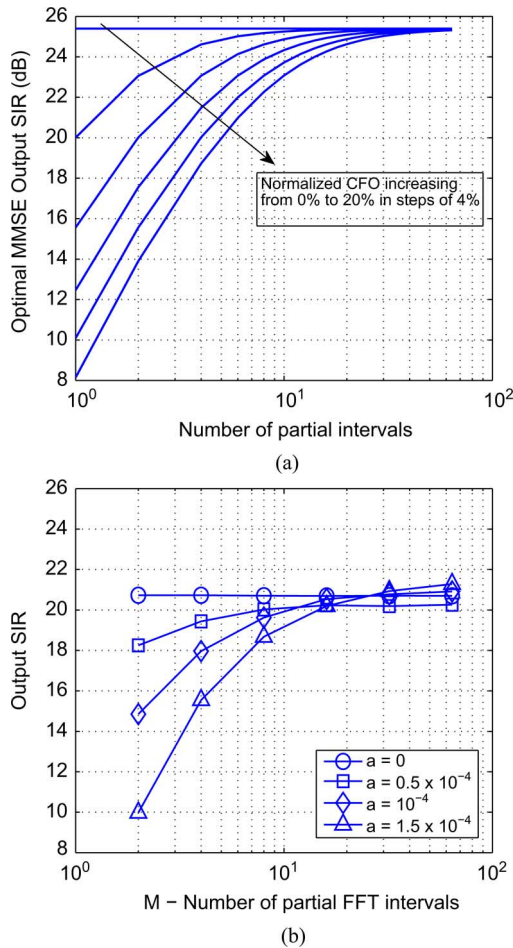 26
24
22
20
18
16
14
12
10
8
Optimal MMSE Output SIR (dB)
Normalized CFO increasing
from 0% to 20% in steps of 4%
10^0
10^1
10^2
Number of partial intervals
(a)
26
24
22
20
18
16
14
12
10
8
Output SIR
a = 0
a = 0.5 x 10^−4
a = 10^−4
a = 1.5 x 10^−4
10^0
10^1
10^2
M − Number of partial FFT intervals
(b)